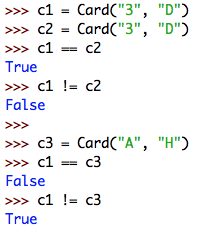 >>> c1 = Card("3", "D")
>>> c2 = Card("3", "D")
>>> c1 == c2
True
>>> c1 != c2
False
>>>
>>> c3 = Card("A", "H")
>>> c1 == c3
False
>>> c1 != c3
True